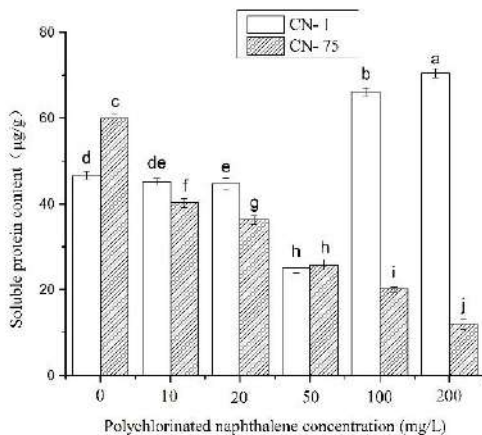 CN- 1
CN- 75
Soluble protein content (μg/g)
80
60
40
20
0
d
c
de
f
e
g
h
h
b
i
a
j
0
10
20
50
100
200
Polychlorinated naphthalene concentration (mg/L)